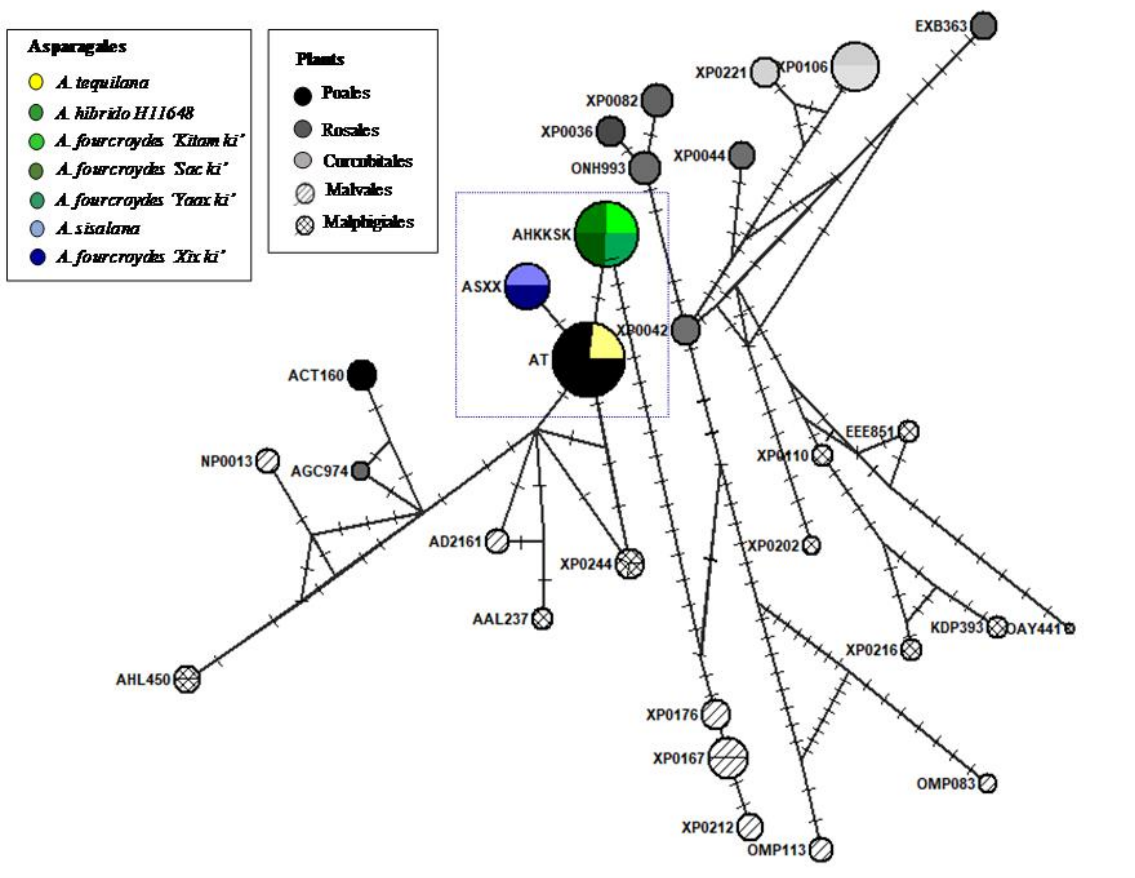 Asparagales
A. tequilana
A. hibrido H11648
A. fourcroydes 'Kitam ki'
A. fourcroydes 'Sac ki'
A. fourcroydes 'Yaax ki'
A. sisalana
A. fourcroydes 'Xix ki'
Plants
Poales
Rosales
Curcubitales
Malvales
Malphigiales
EXB363
XP0221
XP0106
XP0082
XP0036
ONH993
XP0044
AHKKSK
ASXX
XP0042
AT
ACT160
NP0013
AGC974
EEE851
XP0110
AD2161
XP0244
XP0202
AAL237
KDP393
OAY441
XP0216
AHL450
XP0176
XP0167
OMP083
XP0212
OMP113